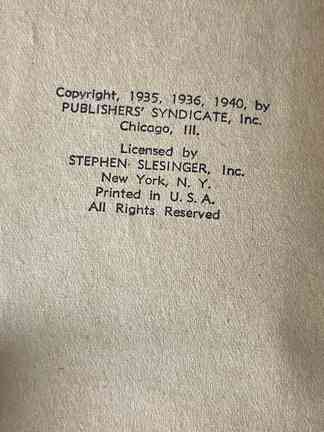 Copyright, 1935, 1936, 1940, by
PUBLISHERS' SYNDICATE, Inc.
Chicago, Ill.
Licensed by
STEPHEN SLESINGER, Inc.
New York, N. Y.
Printed in U. S. A.
All Rights Reserved